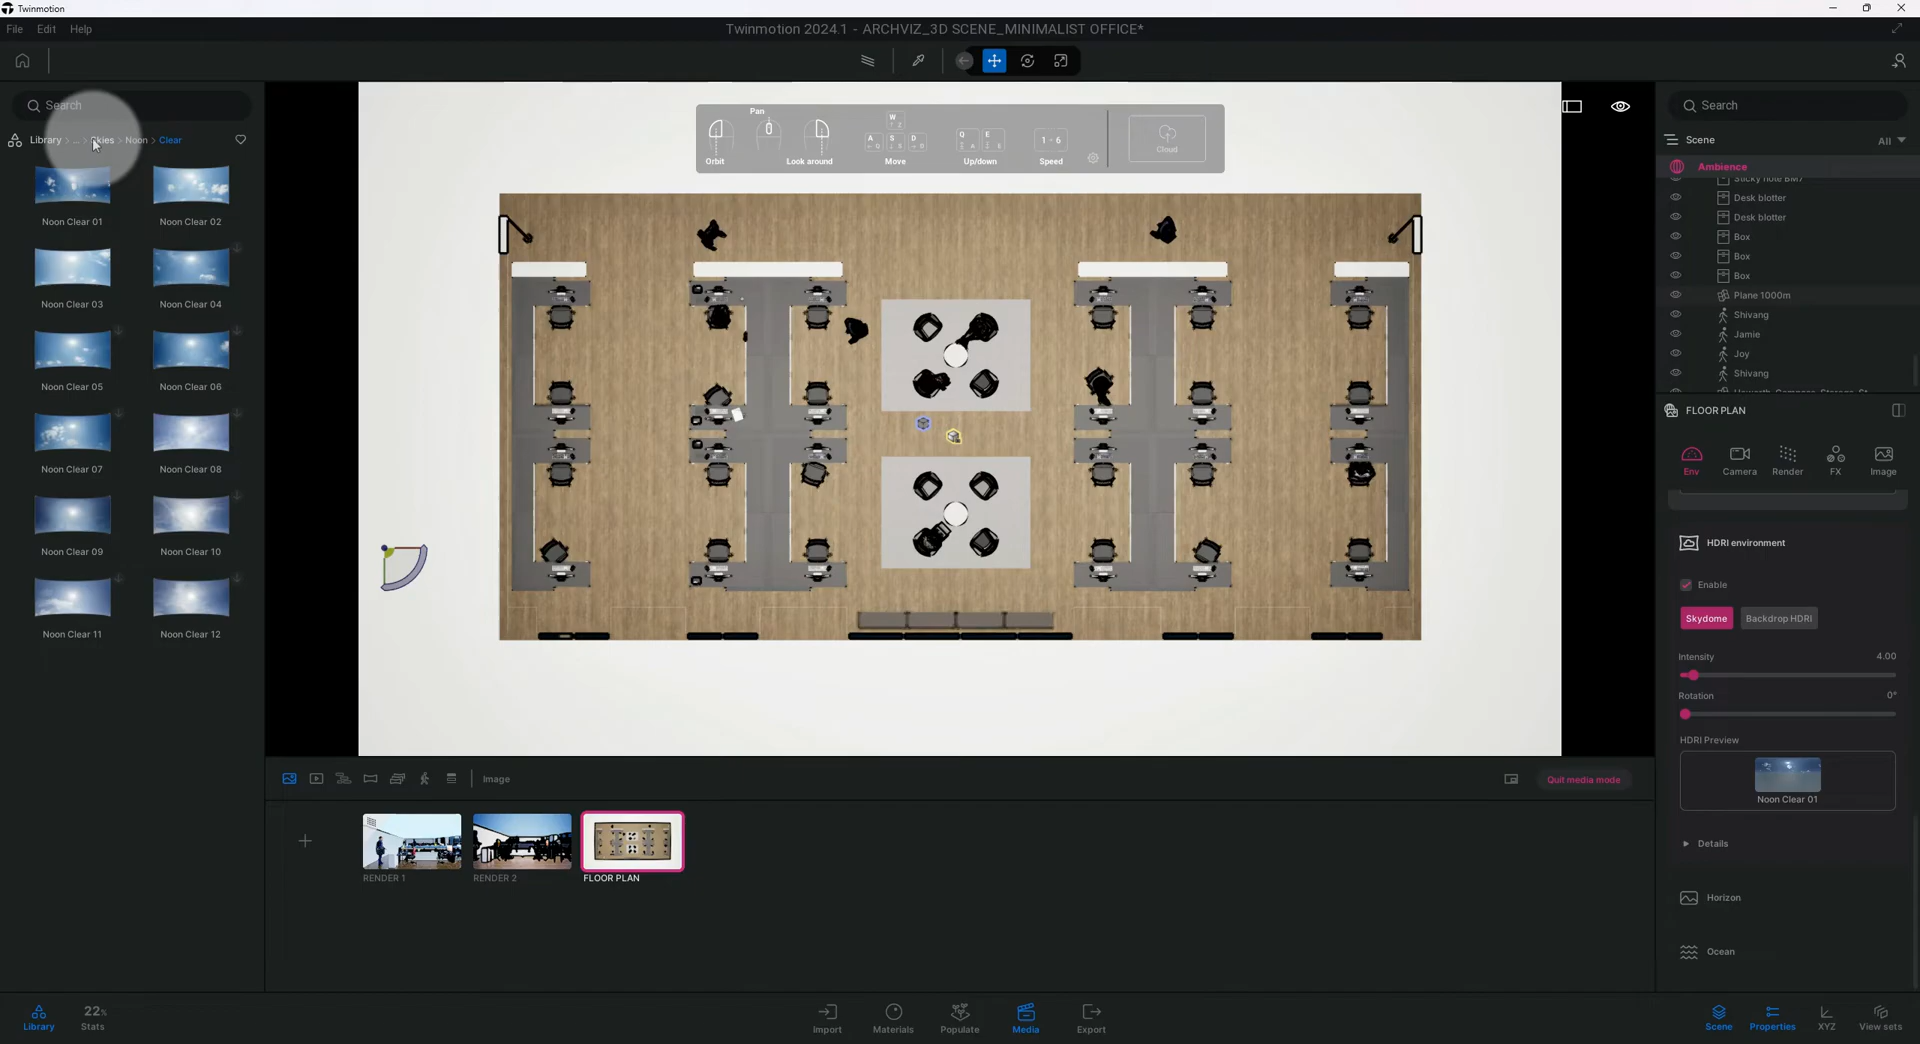 Twinmotion
File Edit Help
Twinmotion 2024.1 - ARCHVIZ_3D SCENE_MINIMALIST OFFICE*
Search
Library > ... > Skies > Noon > Clear
Noon Clear 01
Noon Clear 02
Noon Clear 03
Noon Clear 04
Noon Clear 05
Noon Clear 06
Noon Clear 07
Noon Clear 08
Noon Clear 09
Noon Clear 10
Noon Clear 11
Noon Clear 12
Pan
W
A S D
Q E
1 - 6
Orbit
Look around
Move
Up/down
Speed
Cloud
Search
Scene
All
Ambience
Sticky note BM7
Desk blotter
Desk blotter
Box
Box
Box
Plane 1000m
Shivang
Jamie
Joy
Shivang
FLOOR PLAN
Env Camera Render FX Image
HDRI environment
Enable
Skydome Backdrop HDRI
Intensity 4.00
Rotation 0°
HDRI Preview
Noon Clear 01
Details
Horizon
Ocean
Image
Quit media mode
RENDER 1
RENDER 2
FLOOR PLAN
Library
22%
Stats
Import
Materials
Populate
Media
Export
Scene
Properties
XYZ
View sets